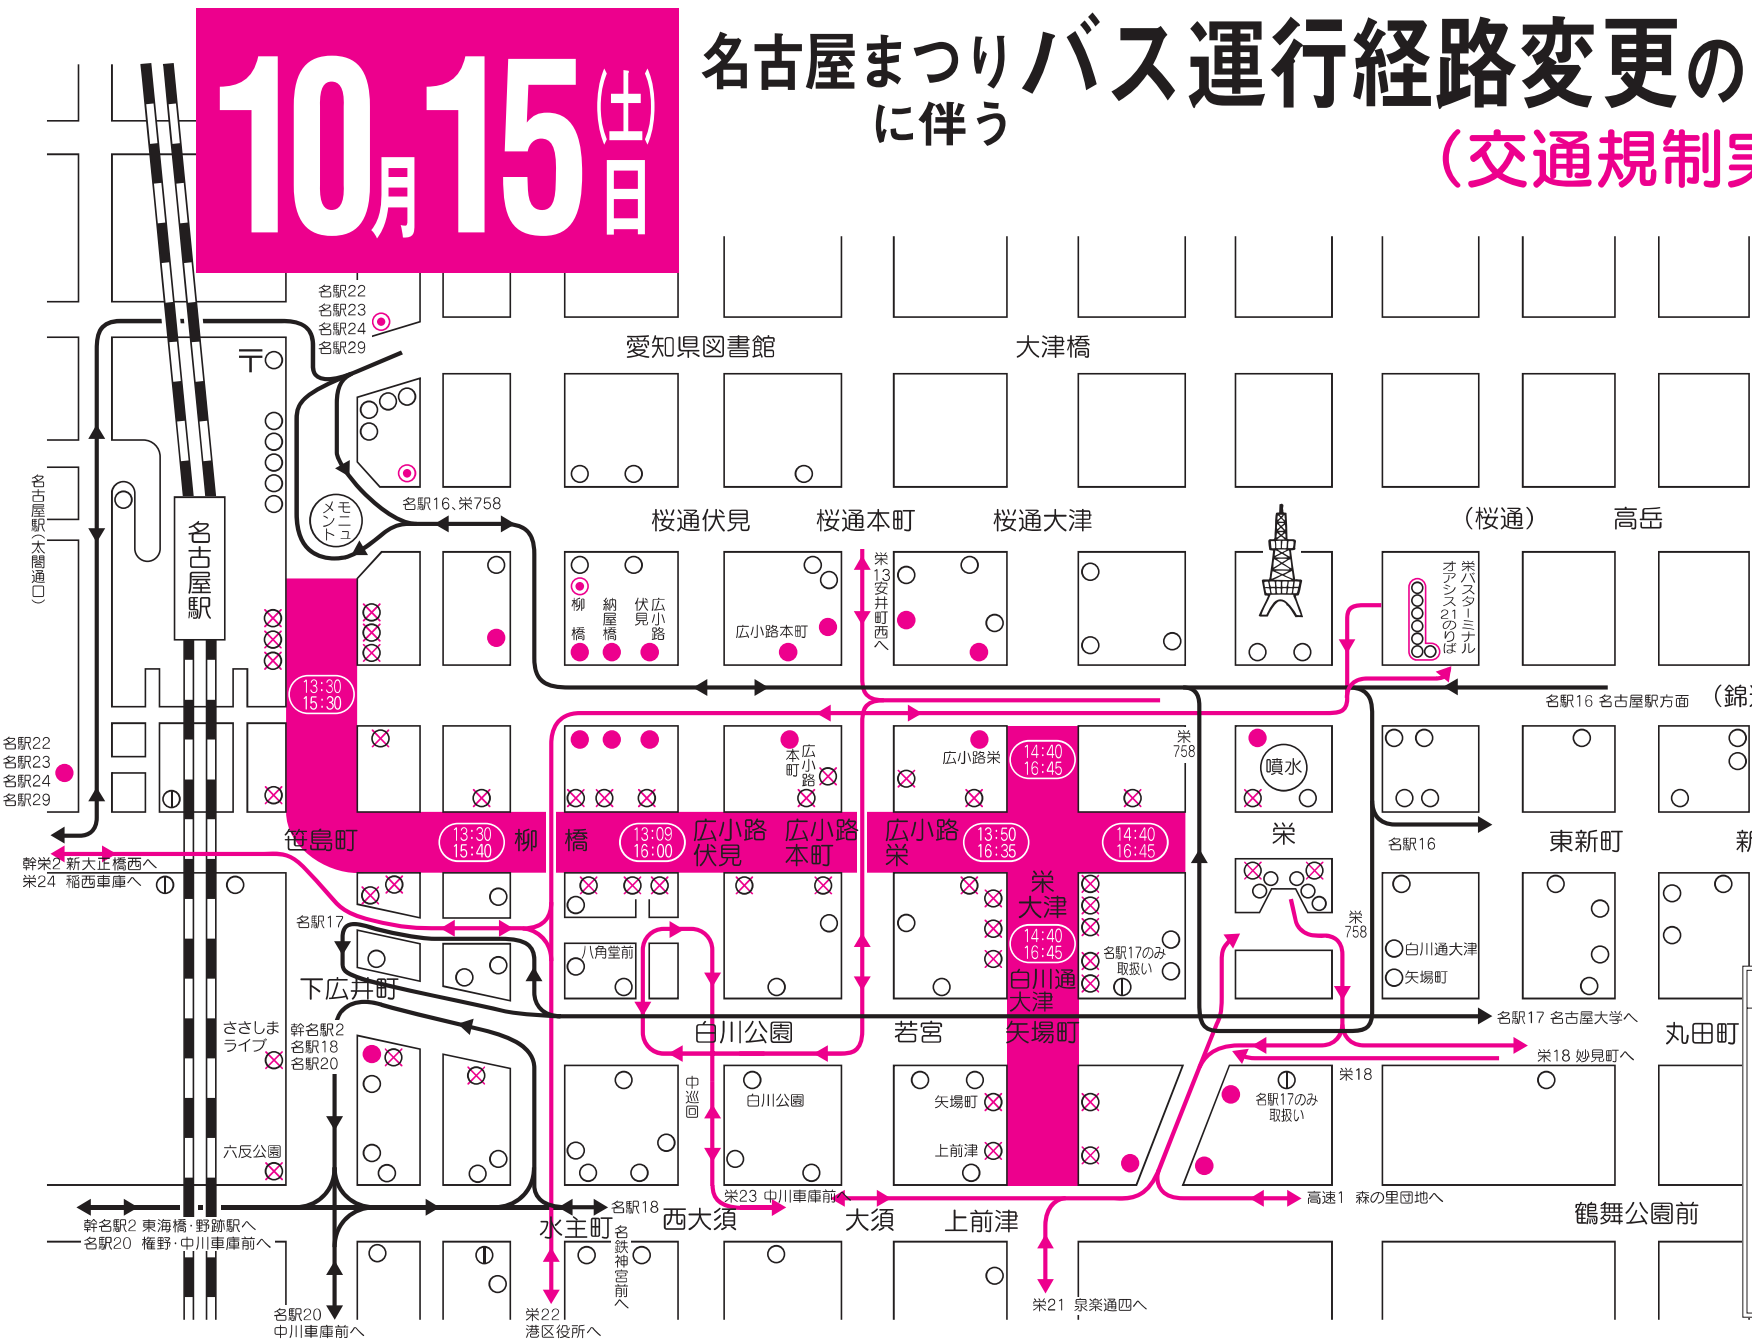 10月15(土)日
名古屋まつり
に伴う
バス運行経路変更の
(交通規制実
名駅22
名駅23
名駅24
名駅29
愛知県図書館
大津橋
〒
名古屋駅(太閤通口)
名駅16、栄758
メモ
ニュ
メント
名古屋駅
桜通伏見
桜通本町
桜通大津
(桜通)
高岳
柳橋
納屋橋
広小路
伏見
広小路本町
栄13安井町西へ
栄バスターミナル
オアシス21のりば
13:30
15:30
名駅16 名古屋駅方面
(錦通
名駅22
名駅23
名駅24
名駅29
広小路
本町
広小路栄
14:40
16:45
栄
758
噴水
笹島町
13:30
15:40
柳橋
13:09
16:00
広小路
伏見
広小路
本町
広小路
栄
13:50
16:35
14:40
16:45
栄
名駅16
東新町
新
幹栄2 新大正橋西へ
栄24 稲西車庫へ
名駅17
栄
大津
14:40
16:45
白川通
大津
八角堂前
名駅17のみ
取扱い
栄
758
白川通大津
矢場町
下広井町
ささしま
ライブ
幹名駅2
名駅18
名駅20
白川公園
若宮
矢場町
名駅17 名古屋大学へ
丸田町
栄18 妙見町へ
栄18
中巡回
白川公園
矢場町
名駅17のみ
取扱い
六反公園
上前津
栄23 中川車庫前へ
高速1 森の里団地へ
名駅18
水主町
西大須
大須
上前津
鶴舞公園前
幹名駅2 東海橋・野跡駅へ
名駅20 権野・中川車庫前へ
名鉄神宮前へ
名駅20
中川車庫前へ
栄22
港区役所へ
栄21 泉楽通四へ